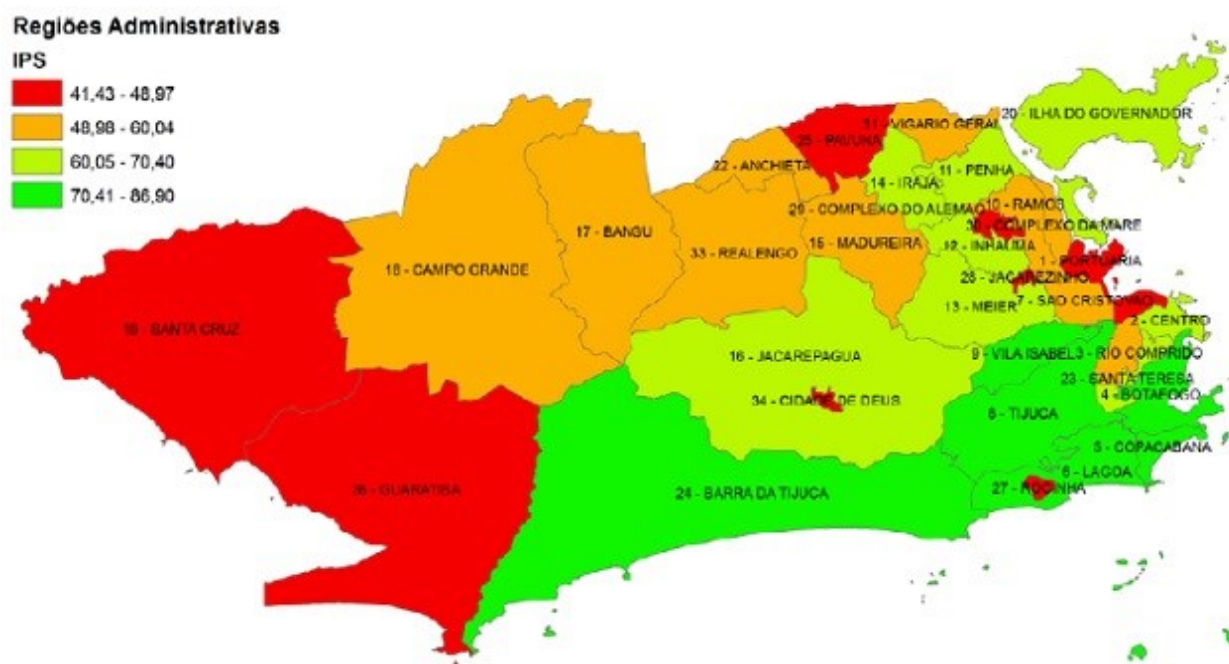 Regiões Administrativas
IPS
41,43 - 48,97
48,98 - 60,04
60,05 - 70,40
70,41 - 86,90
20 - ILHA DO GOVERNADOR
31 - VIGARIO GERAL
25 - PAVUNA
22 - ANCHIETA
11 - PENHA
14 - IRAJA
29 - COMPLEXO DO ALEMAO
10 - RAMOS
30 - COMPLEXO DA MARE
17 - BANGU
15 - MADUREIRA
12 - INHAUMA
33 - REALENGO
1 - PORTUARIA
18 - CAMPO GRANDE
28 - JACAREZINHO
7 - SAO CRISTOVAO
13 - MEIER
2 - CENTRO
19 - SANTA CRUZ
16 - JACAREPAGUA
9 - VILA ISABEL
3 - RIO COMPRIDO
23 - SANTA TERESA
4 - BOTAFOGO
34 - CIDADE DE DEUS
8 - TIJUCA
5 - COPACABANA
6 - LAGOA
26 - GUARATIBA
24 - BARRA DA TIJUCA
27 - ROCINHA